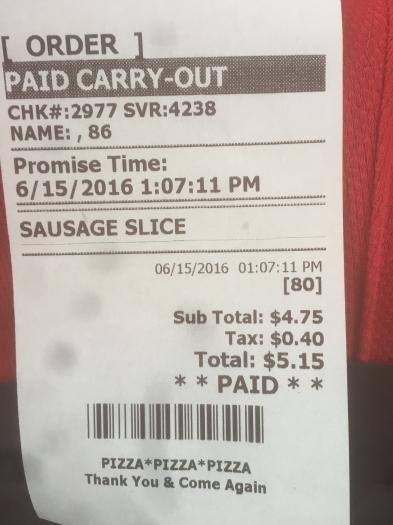 [ ORDER ]
PAID CARRY-OUT
CHK#:2977 SVR:4238
NAME: , 86
Promise Time:
6/15/2016 1:07:11 PM
SAUSAGE SLICE
06/15/2016 01:07:11 PM
[80]
Sub Total: $4.75
Tax: $0.40
Total: $5.15
* * PAID * *
PIZZA*PIZZA*PIZZA
Thank You & Come Again